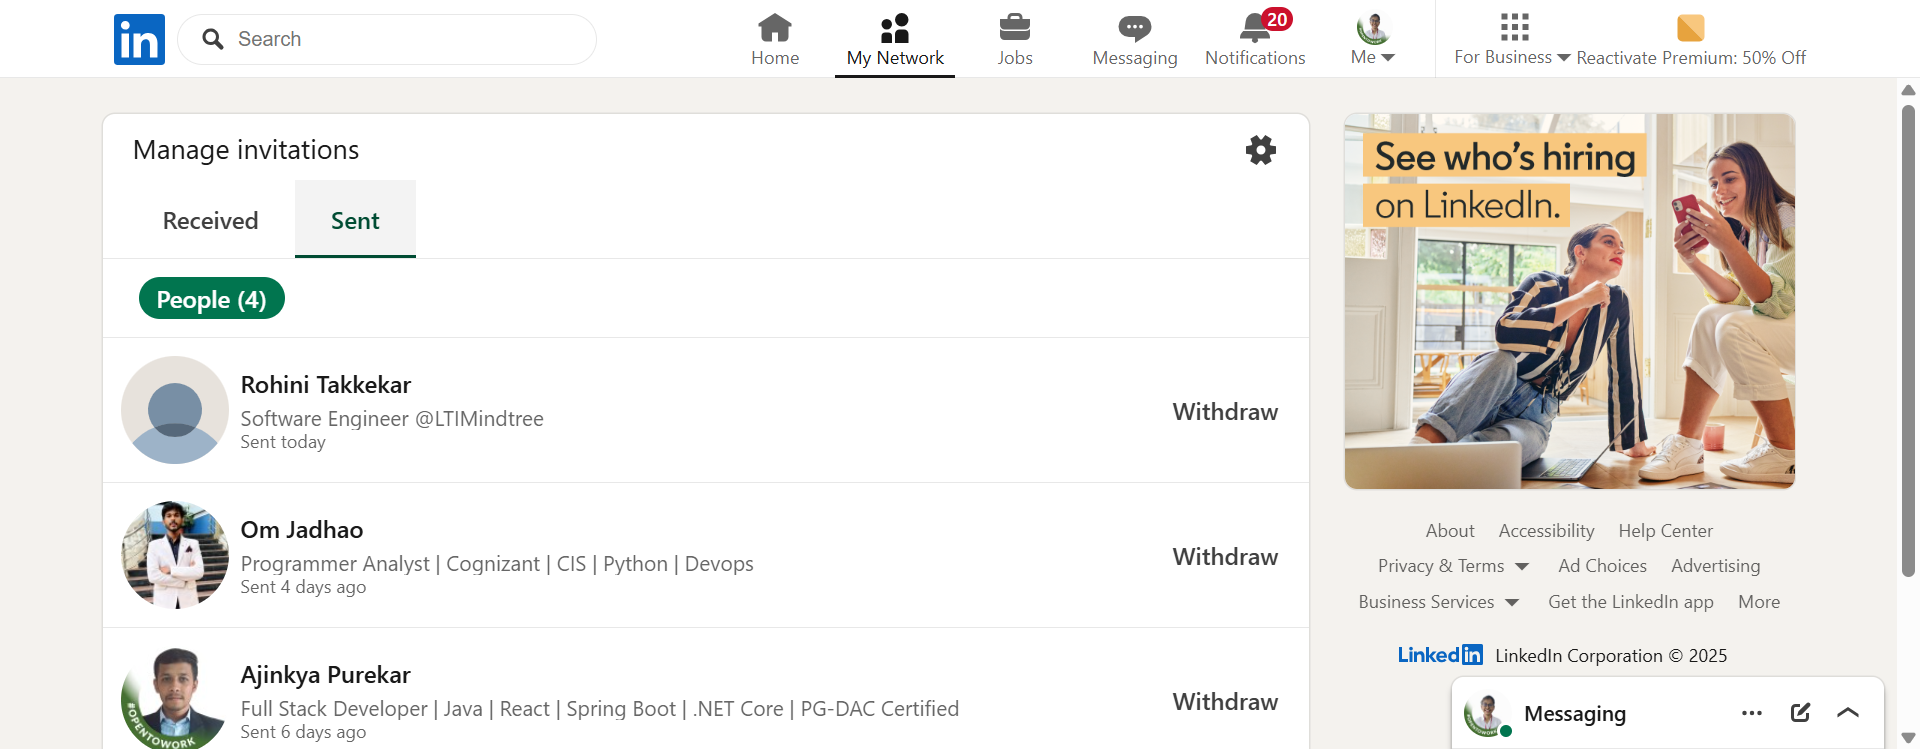 in
Search
Home
My Network
Jobs
Messaging
20
Notifications
Me
For Business
Reactivate Premium: 50% Off
Manage invitations
Received
Sent
People (4)
Rohini Takkekar
Software Engineer @LTIMindtree
Sent today
Withdraw
Om Jadhao
Programmer Analyst | Cognizant | CIS | Python | Devops
Sent 4 days ago
Withdraw
Ajinkya Purekar
Full Stack Developer | Java | React | Spring Boot | .NET Core | PG-DAC Certified
Sent 6 days ago
Withdraw
#OPENTOWORK
See who's hiring
on LinkedIn.
About Accessibility Help Center
Privacy & Terms Ad Choices Advertising
Business Services Get the LinkedIn app More
LinkedIn LinkedIn Corporation © 2025
Messaging